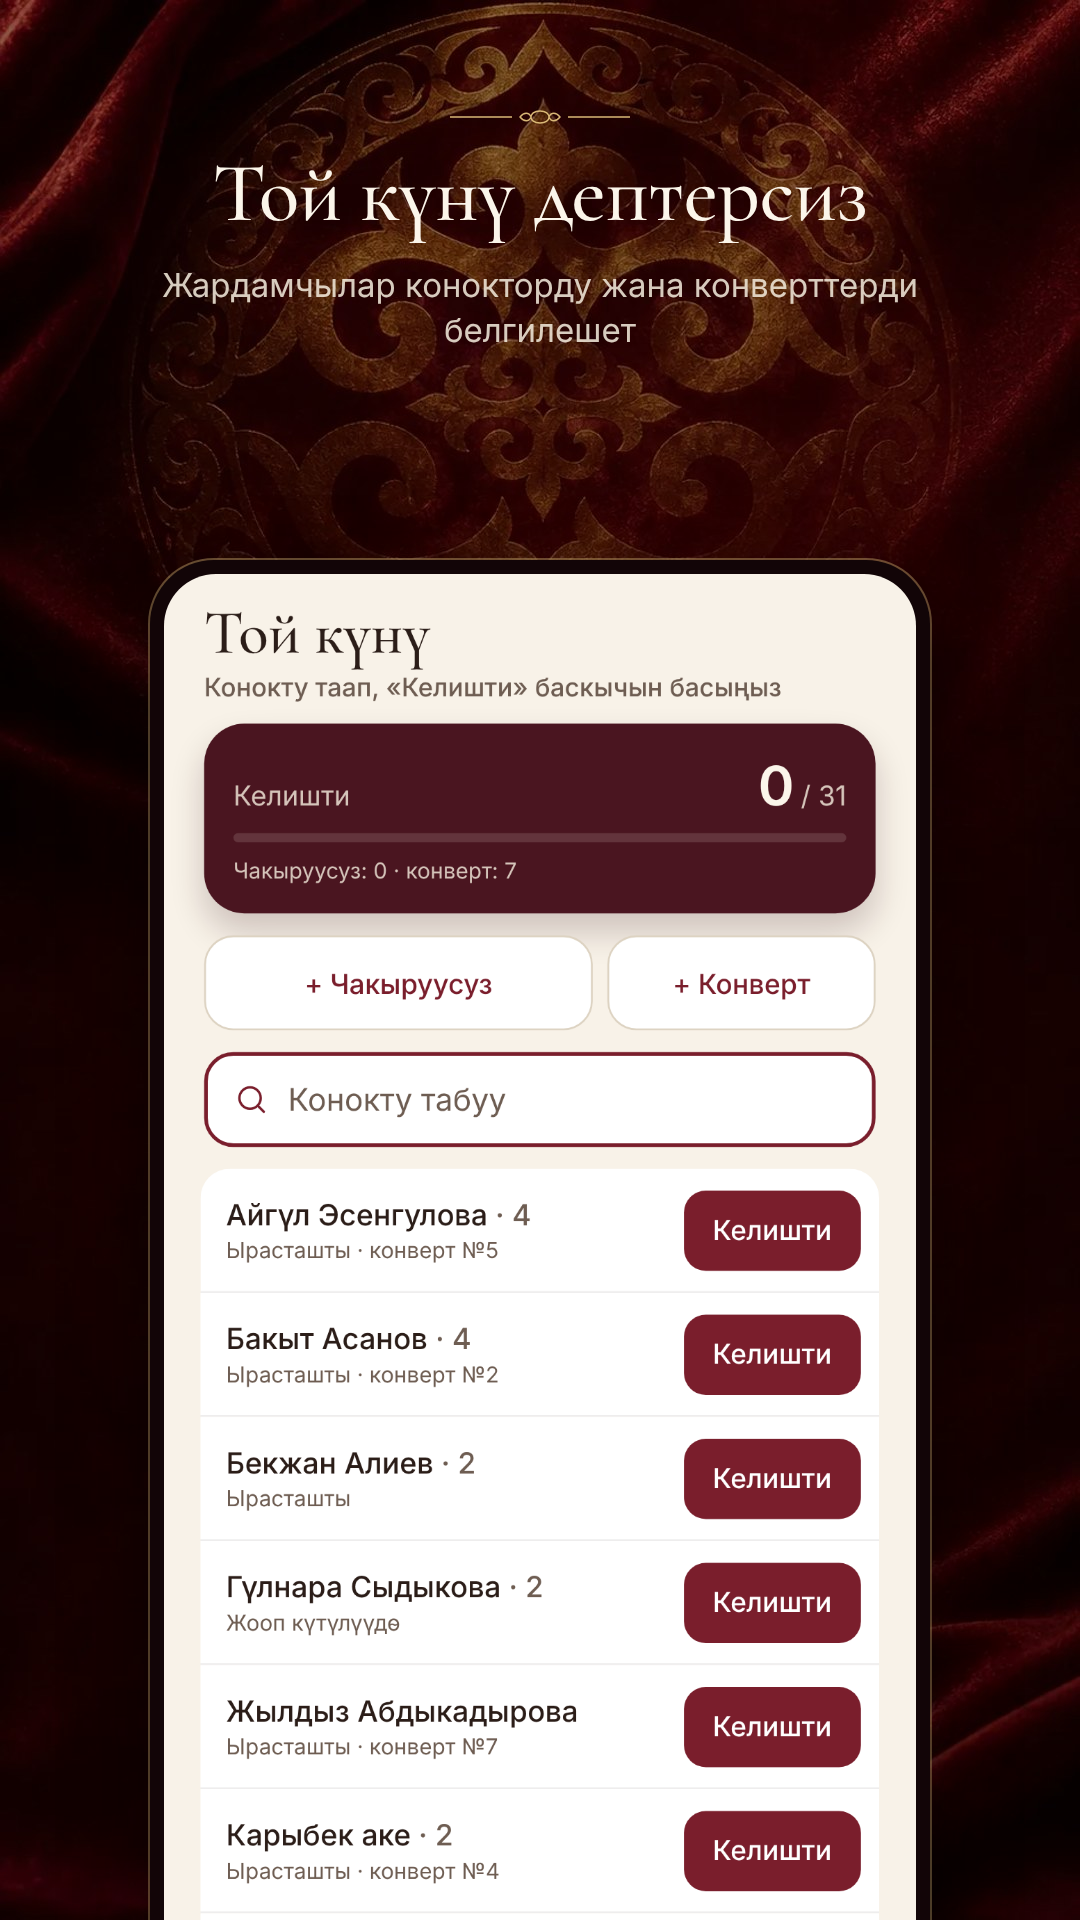 Той күнү дептерсиз
Жардамчылар конокторду жана конверттерди
белгилешет
Той күнү
Конокту таап, «Келишти» баскычын басыңыз
Келишти 0 / 31
Чакыруусуз: 0 · конверт: 7
+ Чакыруусуз + Конверт
Конокту табуу
Айгүл Эсенгулова · 4
Ырасташты · конверт №5
Келишти
Бакыт Асанов · 4
Ырасташты · конверт №2
Келишти
Бекжан Алиев · 2
Ырасташты
Келишти
Гүлнара Сыдыкова · 2
Жооп күтүлүүдө
Келишти
Жылдыз Абдыкадырова
Ырасташты · конверт №7
Келишти
Карыбек аке · 2
Ырасташты · конверт №4
Келишти